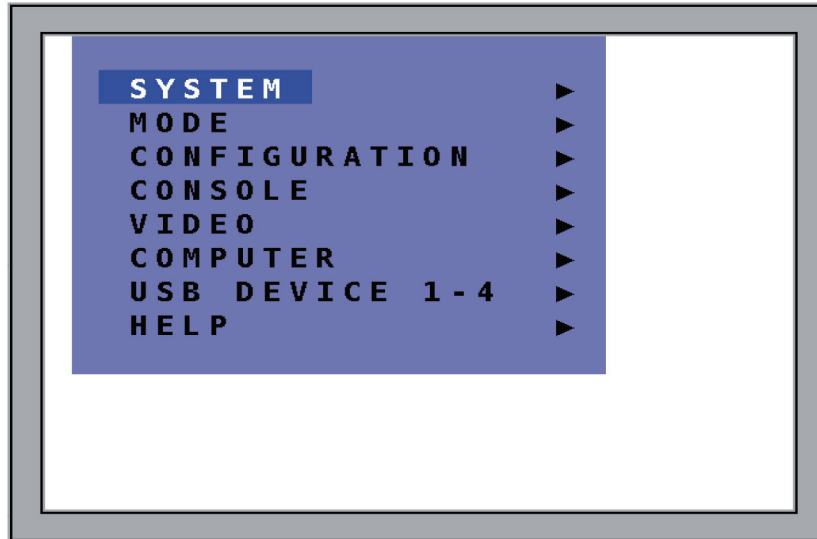 SYSTEM ►
MODE ►
CONFIGURATION ►
CONSOLE ►
VIDEO ►
COMPUTER ►
USB DEVICE 1-4 ►
HELP ►